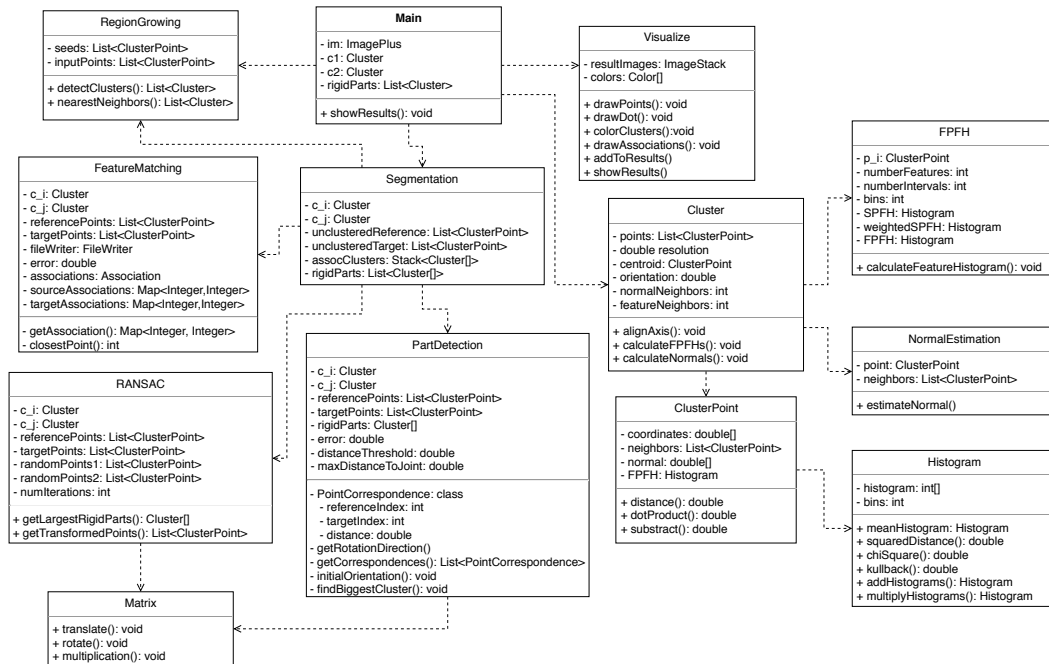 RegionGrowing
- seeds: List<ClusterPoint>
- inputPoints: List<ClusterPoint>
+ detectClusters(): List<Cluster>
+ nearestNeighbors(): List<Cluster>
Main
- im: ImagePlus
- c1: Cluster
- c2: Cluster
- rigidParts: List<Cluster>
+ showResults(): void
Visualize
- resultImages: ImageStack
- colors: Color[]
+ drawPoints(): void
+ drawDot(): void
+ colorClusters():void
+ drawAssociations(): void
+ addToResults()
+ showResults()
FPFH
- p_i: ClusterPoint
- numberFeatures: int
- numberIntervals: int
- bins: int
- SPFH: Histogram
- weightedSPFH: Histogram
- FPFH: Histogram
+ calculateFeatureHistogram(): void
FeatureMatching
- c_i: Cluster
- c_j: Cluster
- referencePoints: List<ClusterPoint>
- targetPoints: List<ClusterPoint>
- fileWriter: FileWriter
- error: double
- associations: Association
- sourceAssociations: Map<Integer,Integer>
- targetAssociations: Map<Integer,Integer>
- getAssociation(): Map<Integer, Integer>
- closestPoint(): int
Segmentation
- c_i: Cluster
- c_j: Cluster
- unclusteredReference: List<ClusterPoint>
- unclusteredTarget: List<ClusterPoint>
- assocClusters: Stack<Cluster[]>
- rigidParts: List<Cluster[]>
Cluster
- points: List<ClusterPoint>
- double resolution
- centroid: ClusterPoint
- orientation: double
- normalNeighbors: int
- featureNeighbors: int
+ alignAxis(): void
+ calculateFPFHs(): void
+ calculateNormals(): void
NormalEstimation
- point: ClusterPoint
- neighbors: List<ClusterPoint>
+ estimateNormal()
RANSAC
- c_i: Cluster
- c_j: Cluster
- referencePoints: List<ClusterPoint>
- targetPoints: List<ClusterPoint>
- randomPoints1: List<ClusterPoint>
- randomPoints2: List<ClusterPoint>
- numIterations: int
+ getLargestRigidParts(): Cluster[]
+ getTransformedPoints(): List<ClusterPoint>
PartDetection
- c_i: Cluster
- c_j: Cluster
- referencePoints: List<ClusterPoint>
- targetPoints: List<ClusterPoint>
- rigidParts: Cluster[]
- error: double
- distanceThreshold: double
- maxDistanceToJoint: double
- PointCorrespondence: class
- referenceIndex: int
- targetIndex: int
- distance: double
- getRotationDirection()
- getCorrespondences(): List<PointCorrespondence>
- initialOrientation(): void
- findBiggestCluster(): void
ClusterPoint
- coordinates: double[]
- neighbors: List<ClusterPoint>
- normal: double[]
- FPFH: Histogram
+ distance(): double
+ dotProduct(): double
+ substract(): double
Histogram
- histogram: int[]
- bins: int
+ meanHistogram: Histogram
+ squaredDistance(): double
+ chiSquare(): double
+ kullback(): double
+ addHistograms(): Histogram
+ multiplyHistograms(): Histogram
Matrix
+ translate(): void
+ rotate(): void
+ multiplication(): void